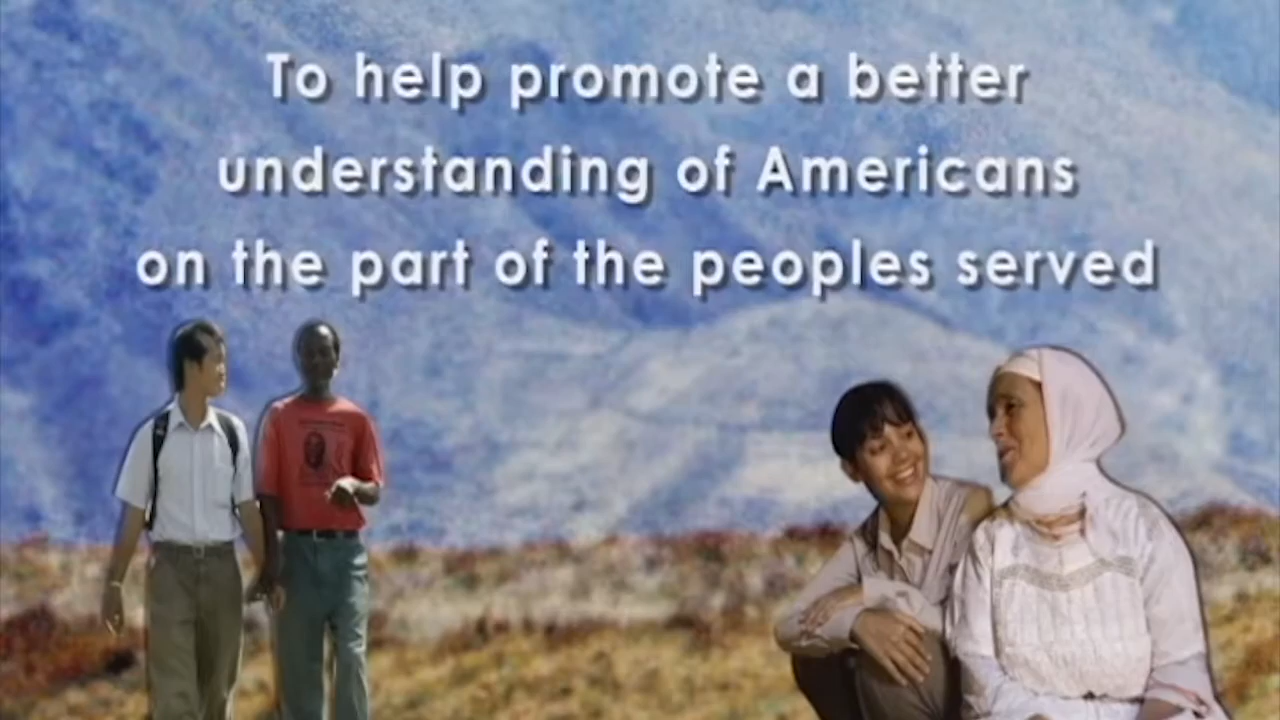 To help promote a better
understanding of Americans
on the part of the peoples served